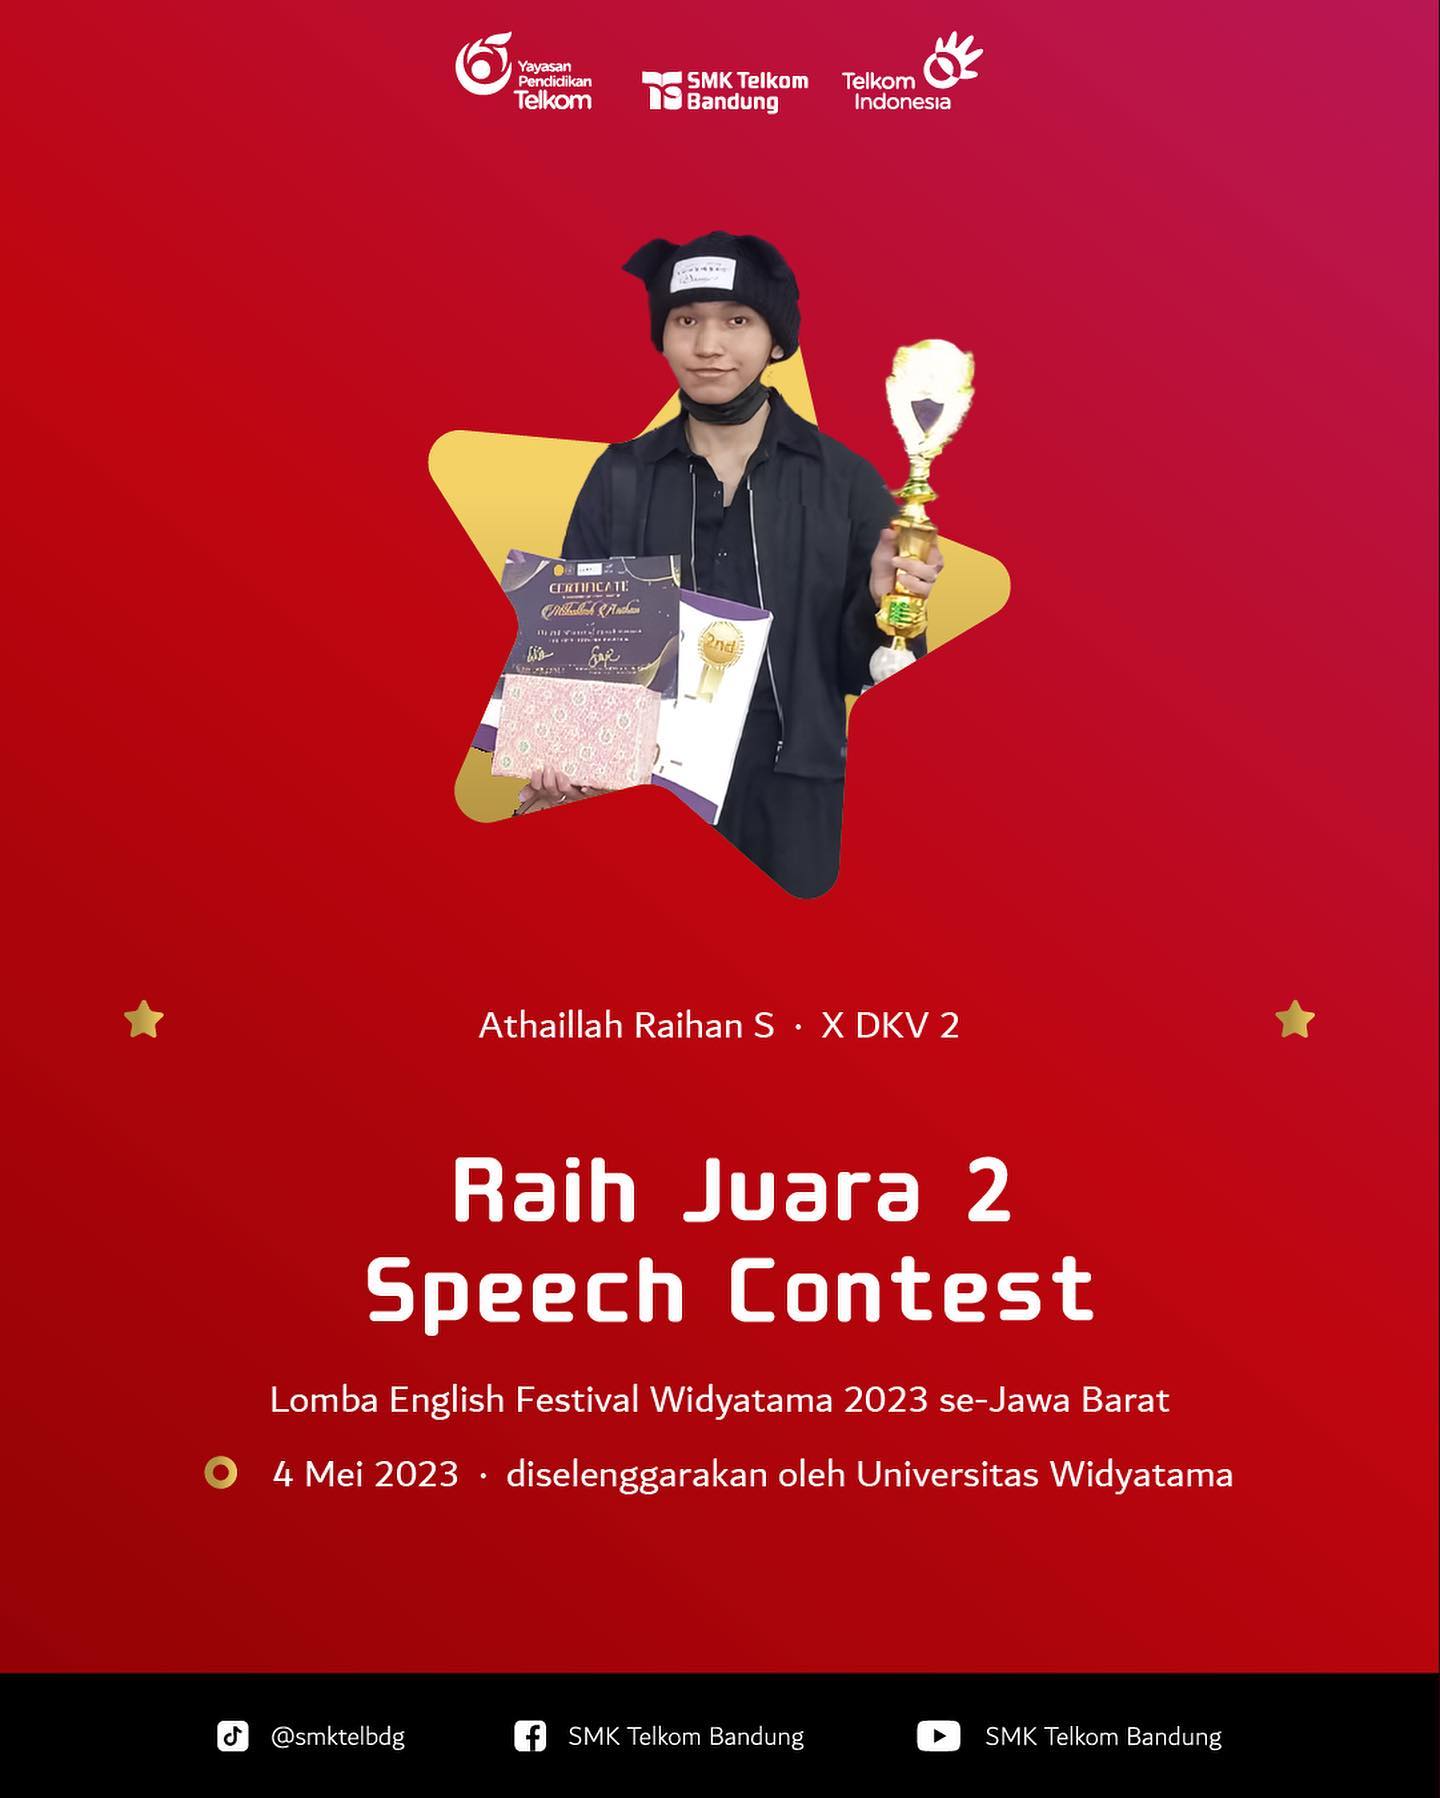 Yayasan
Pendidikan
Telkom
SMK Telkom
Bandung
Telkom
Indonesia
CERTIFICATE
2nd
Athaillah Raihan S · X DKV 2
Raih Juara 2
Speech Contest
Lomba English Festival Widyatama 2023 se-Jawa Barat
4 Mei 2023 · diselenggarakan oleh Universitas Widyatama
@smktelbdg
SMK Telkom Bandung
SMK Telkom Bandung